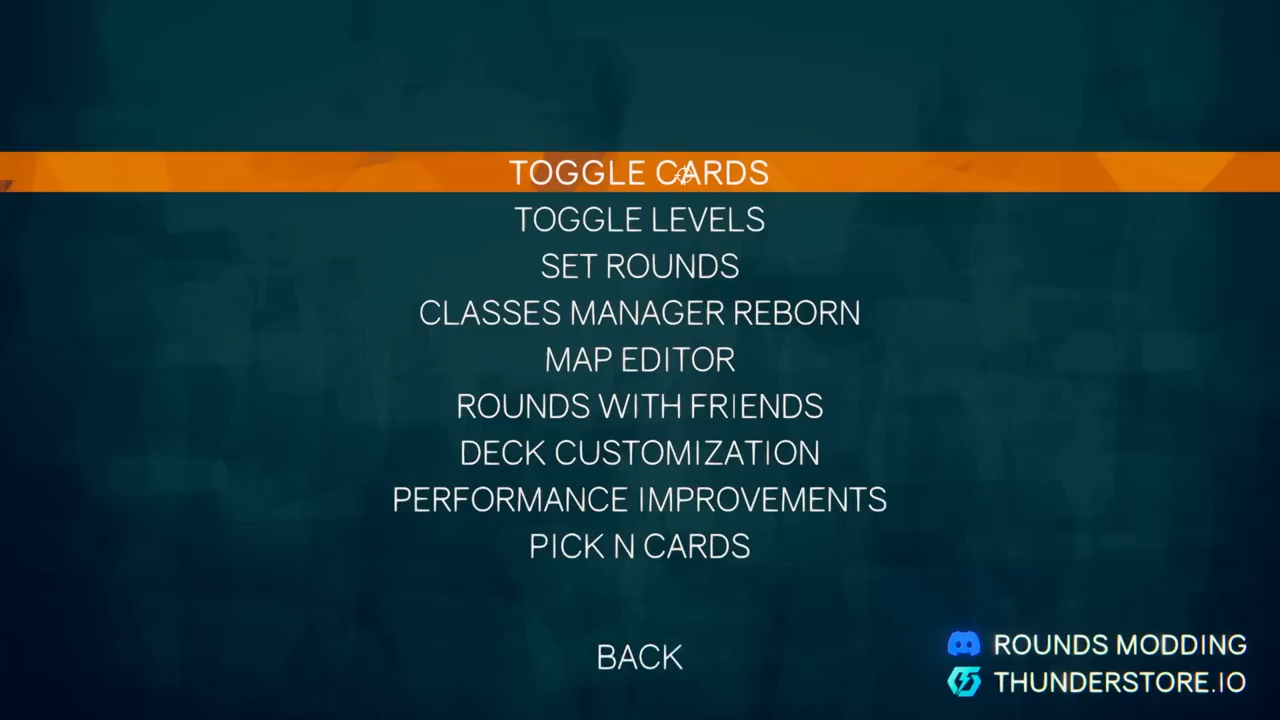 TOGGLE CARDS
TOGGLE LEVELS
SET ROUNDS
CLASSES MANAGER REBORN
MAP EDITOR
ROUNDS WITH FRIENDS
DECK CUSTOMIZATION
PERFORMANCE IMPROVEMENTS
PICK N CARDS
BACK
ROUNDS MODDING
THUNDERSTORE.IO